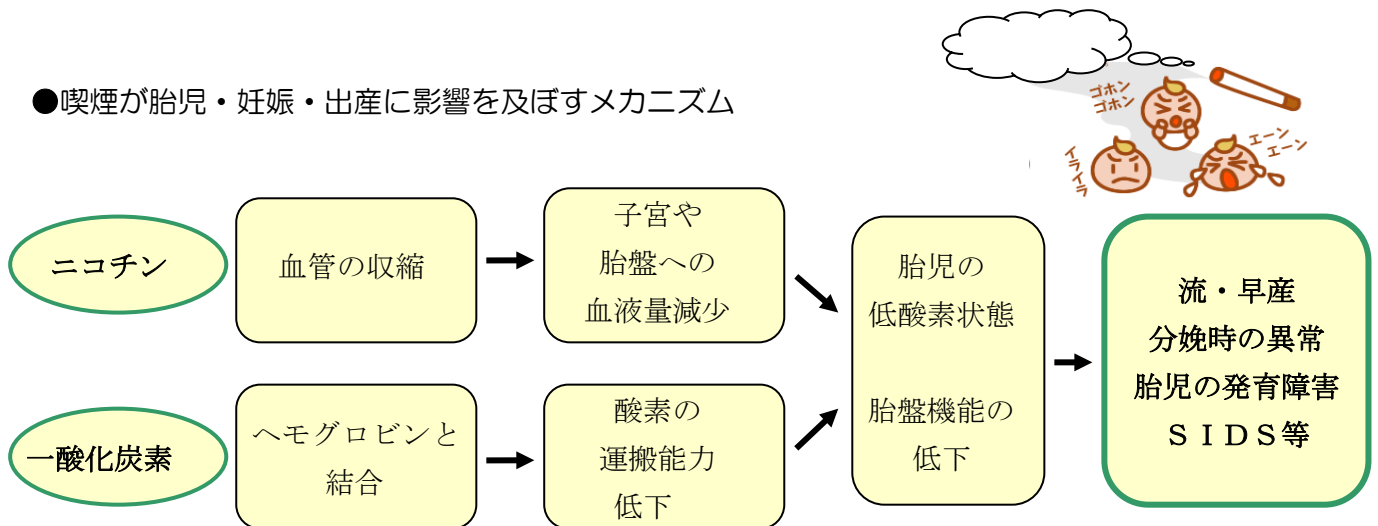 ●喫煙が胎児・妊娠・出産に影響を及ぼすメカニズム
ゴホン
ゴホン
イライラ
エーン
エーン
ニコチン
血管の収縮
子宮や
胎盤への
血液量減少
一酸化炭素
ヘモグロビンと
結合
酸素の
運搬能力
低下
胎児の
低酸素状態
胎盤機能の
低下
流・早産
分娩時の異常
胎児の発育障害
ＳＩＤＳ等